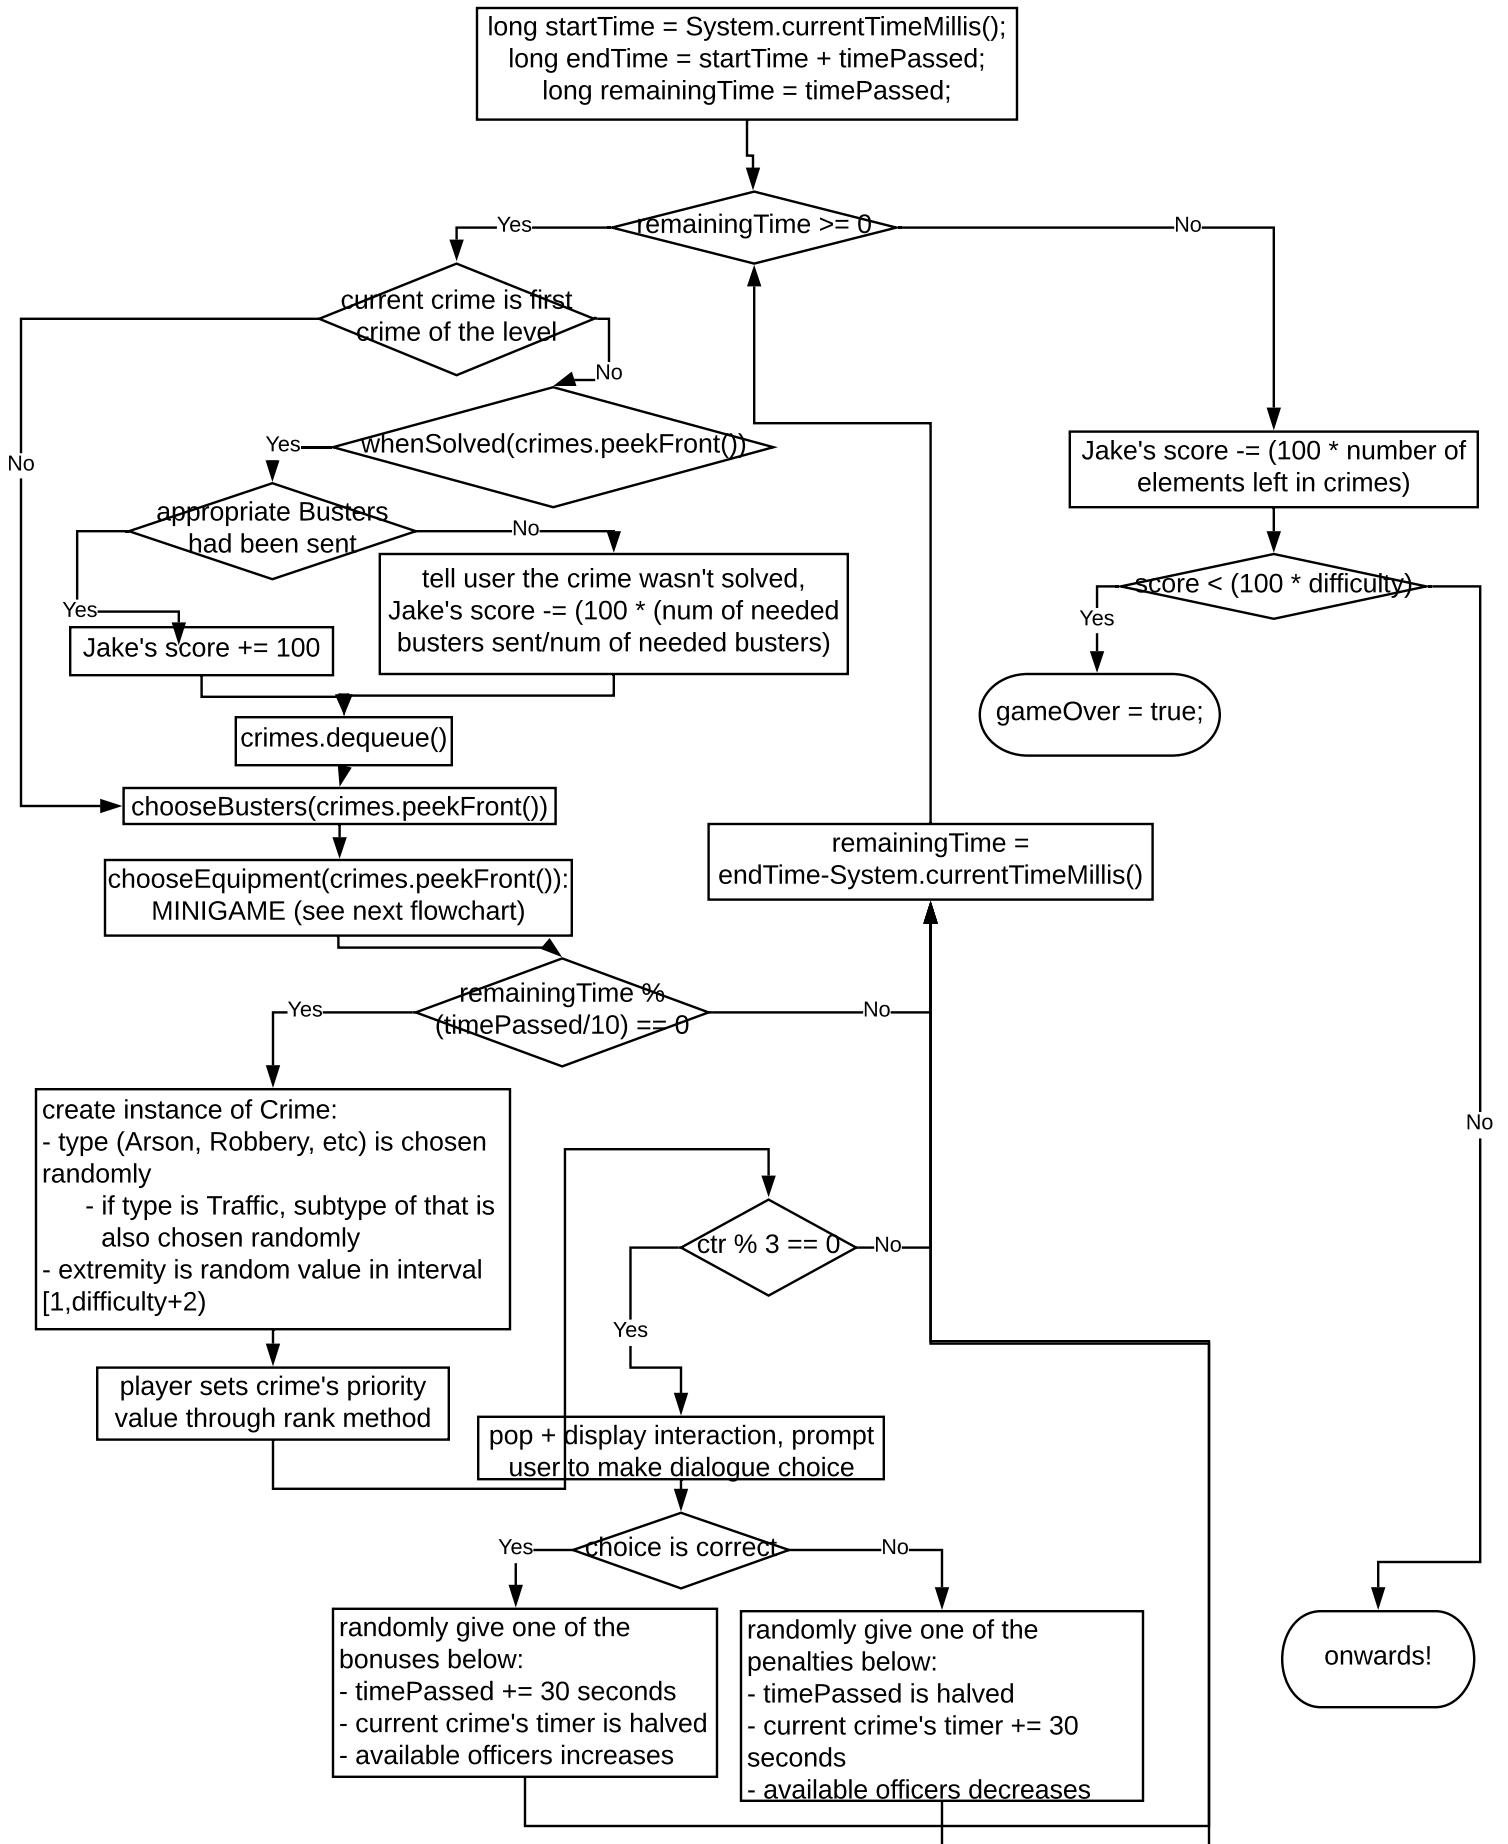 long startTime = System.currentTimeMillis();
long endTime = startTime + timePassed;
long remainingTime = timePassed;
remainingTime >= 0
Yes
No
current crime is first
crime of the level
No
No
whenSolved(crimes.peekFront())
Yes
appropriate Busters
had been sent
No
Yes
Jake's score += 100
tell user the crime wasn't solved,
Jake's score -= (100 * (num of needed
busters sent/num of needed busters)
crimes.dequeue()
chooseBusters(crimes.peekFront())
chooseEquipment(crimes.peekFront()):
MINIGAME (see next flowchart)
Jake's score -= (100 * number of
elements left in crimes)
score < (100 * difficulty)
Yes
gameOver = true;
No
remainingTime =
endTime-System.currentTimeMillis()
remainingTime %
(timePassed/10) == 0
Yes
No
create instance of Crime:
- type (Arson, Robbery, etc) is chosen
randomly
- if type is Traffic, subtype of that is
also chosen randomly
- extremity is random value in interval
[1,difficulty+2)
player sets crime's priority
value through rank method
ctr % 3 == 0
No
Yes
pop + display interaction, prompt
user to make dialogue choice
choice is correct
Yes
No
randomly give one of the
bonuses below:
- timePassed += 30 seconds
- current crime's timer is halved
- available officers increases
randomly give one of the
penalties below:
- timePassed is halved
- current crime's timer += 30
seconds
- available officers decreases
onwards!